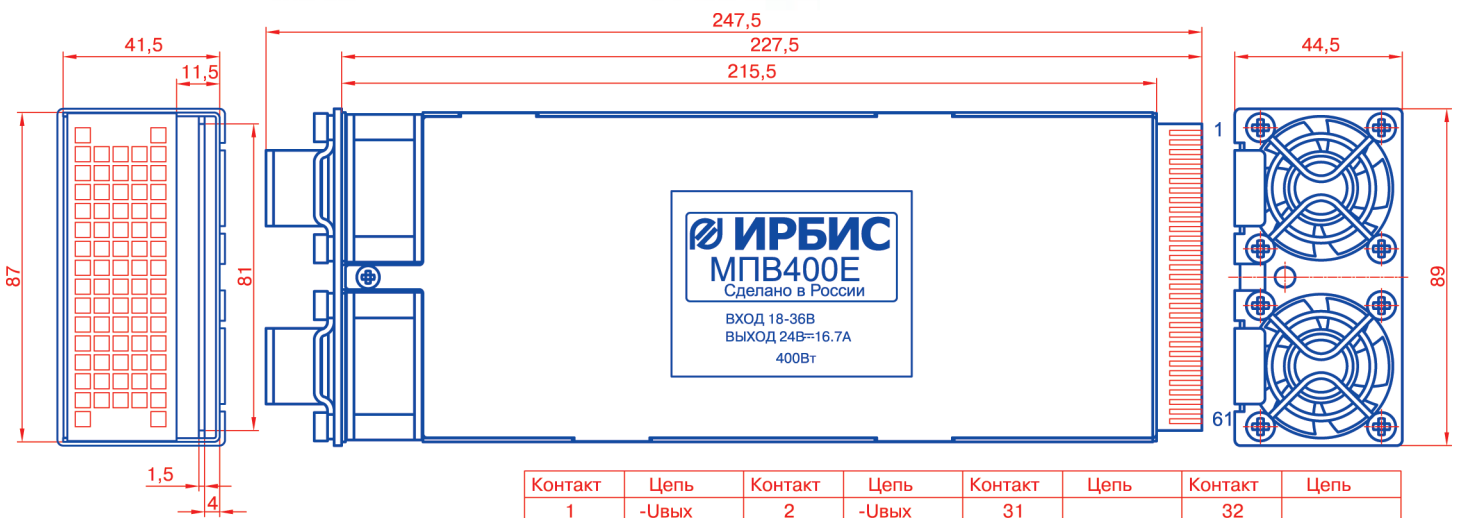 247,5
41,5
227,5
44,5
11,5
215,5
1
ИРБИС
МПВ400Е
Сделано в России
ВХОД 18-36В
ВЫХОД 24В⎓16.7А
400Вт
87
81
89
61
1,5
4
Контакт Цепь Контакт Цепь Контакт Цепь Контакт Цепь
1 -Uвых 2 -Uвых 31 32